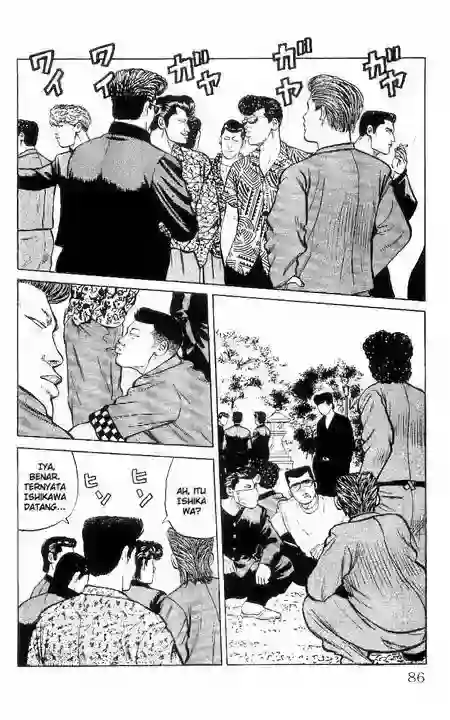 ワイ
ワイ
ガヤ
ガヤ
ガヤ
IYA,
BENAR.
TERNYATA
ISHIKAWA
DATANG...
ヒソ
ヒソ
AH, ITU
ISHIKA
WA?
86